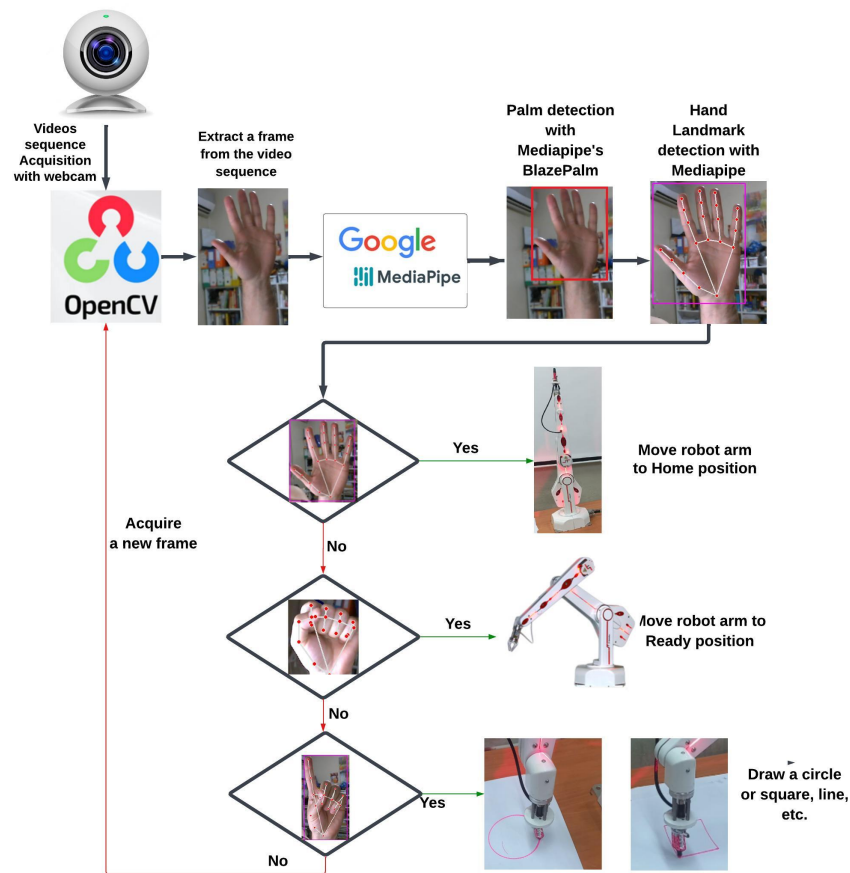 Videos
sequence
Acquisition
with webcam
OpenCV
Extract a frame
from the video
sequence
Google
MediaPipe
Palm detection
with
Mediapipe's
BlazePalm
Hand
Landmark
detection with
Mediapipe
Yes
Move robot arm
to Home position
No
Acquire
a new frame
Yes
Move robot arm to
Ready position
No
Yes
Draw a circle
or square, line,
etc.
No